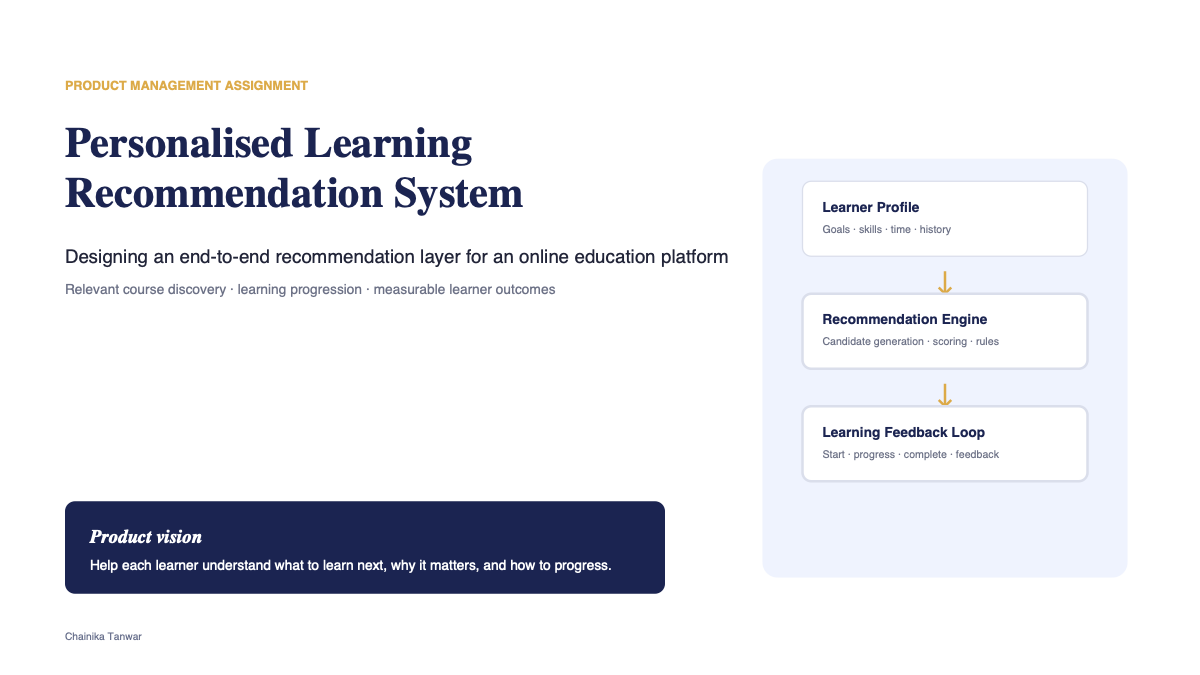 PRODUCT MANAGEMENT ASSIGNMENT
Personalised Learning
Recommendation System
Designing an end-to-end recommendation layer for an online education platform
Relevant course discovery · learning progression · measurable learner outcomes
Product vision
Help each learner understand what to learn next, why it matters, and how to progress.
Chainika Tanwar
Learner Profile
Goals · skills · time · history
Recommendation Engine
Candidate generation · scoring · rules
Learning Feedback Loop
Start · progress · complete · feedback